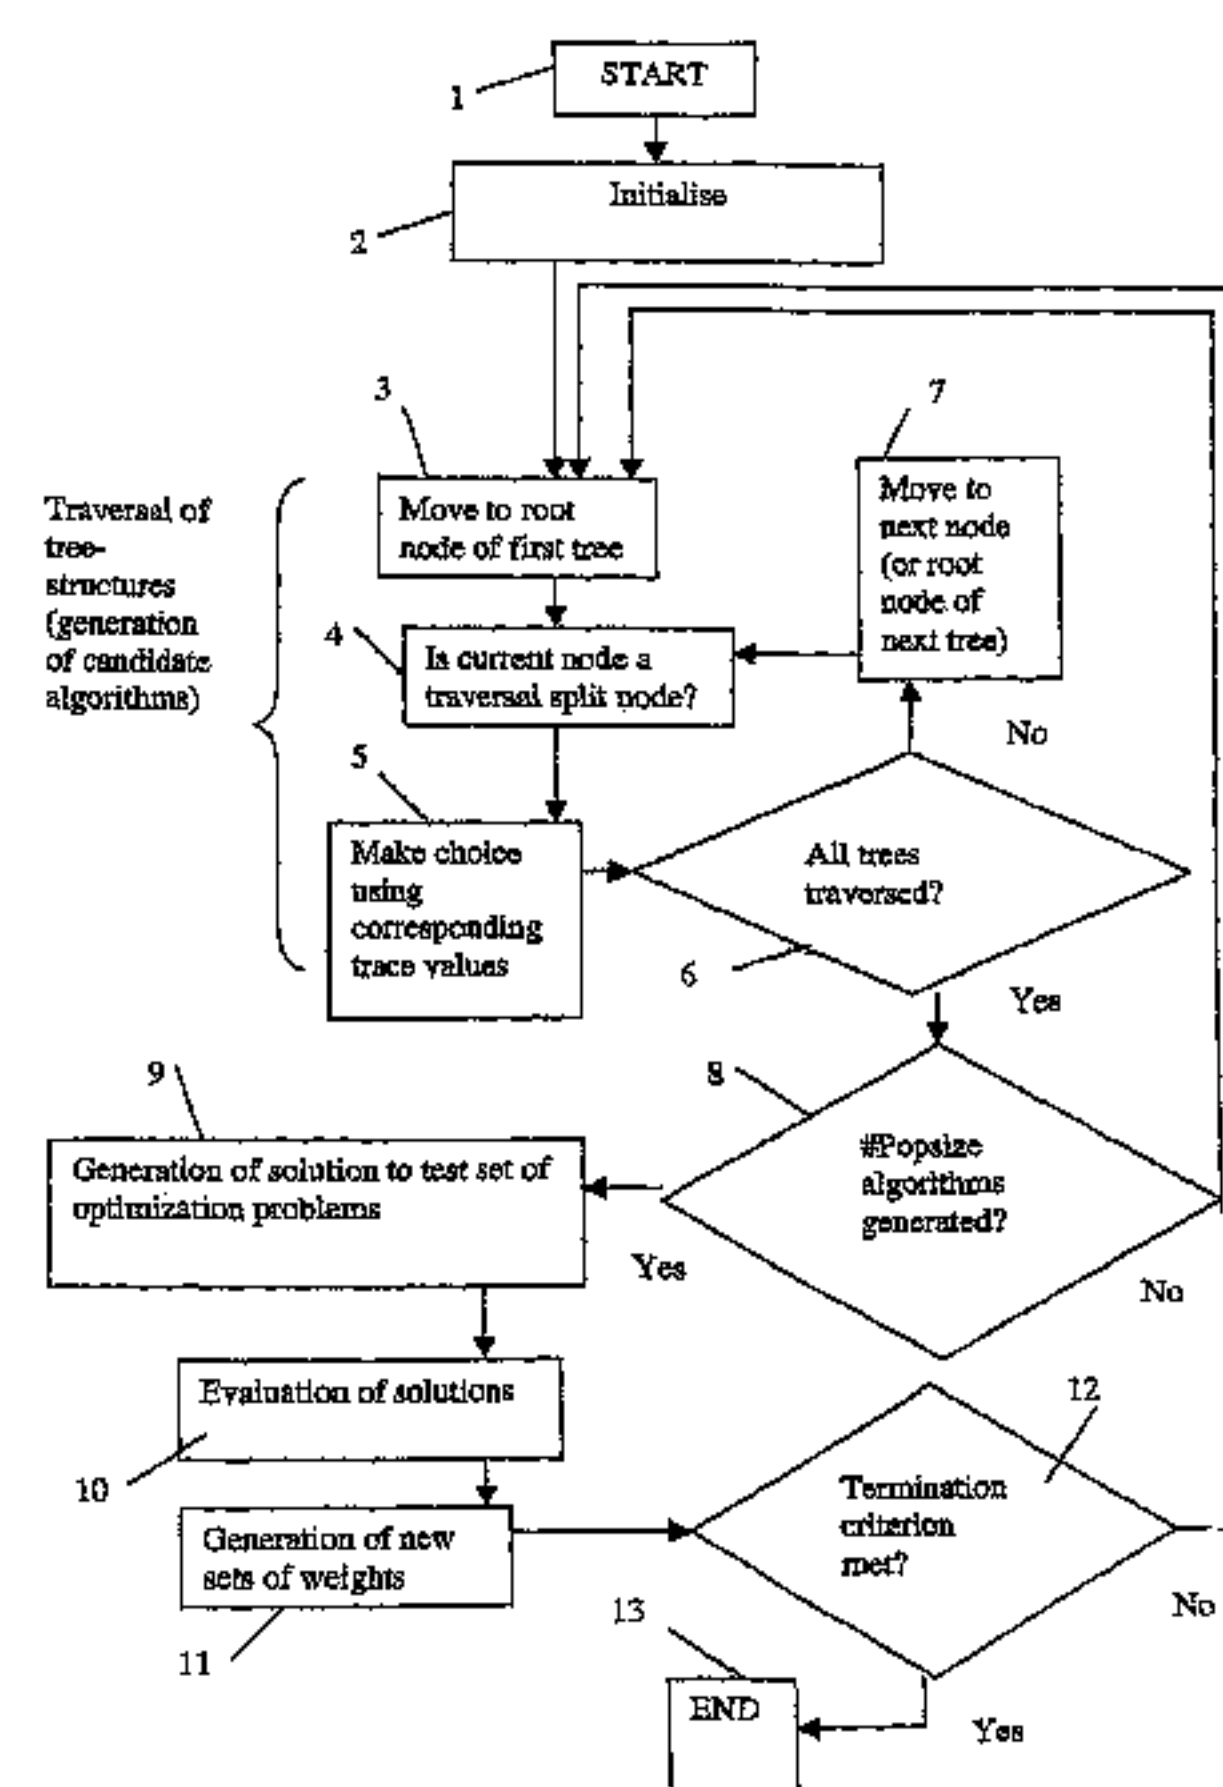 START
1
Initialise
2
3
7
Traversal of
tree-
structures
(generation
of candidate
algorithms)
Move to root
node of first tree
Move to
next node
(or root
node of
next tree)
4
Is current node a
traversal split node?
No
5
Make choice
using
corresponding
trace values
All trees
traversed?
6
Yes
9
8
Generation of solution to test set of
optimization problems
#Popsize
algorithms
generated?
Yes
No
Evaluation of solutions
10
12
Termination
criterion
met?
Generation of new
sets of weights
11
13
No
END
Yes